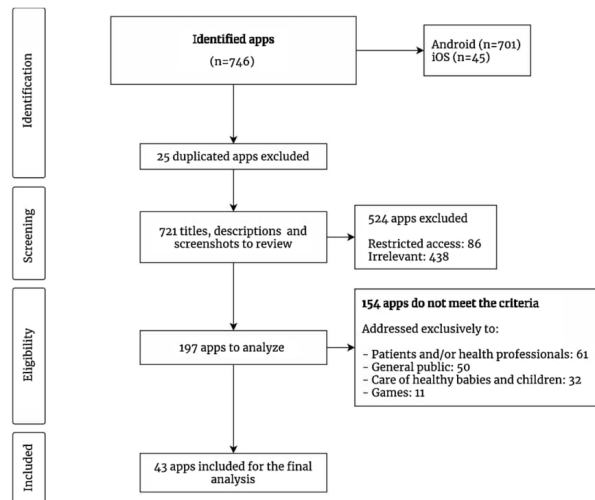 Identification
Identified apps
(n=746)
Android (n=701)
iOS (n=45)
25 duplicated apps excluded
Screening
721 titles, descriptions and
screenshots to review
524 apps excluded
Restricted access: 86
Irrelevant: 438
Eligibility
197 apps to analyze
154 apps do not meet the criteria
Addressed exclusively to:
- Patients and/or health professionals: 61
- General public: 50
- Care of healthy babies and children: 32
- Games: 11
Included
43 apps included for the final
analysis